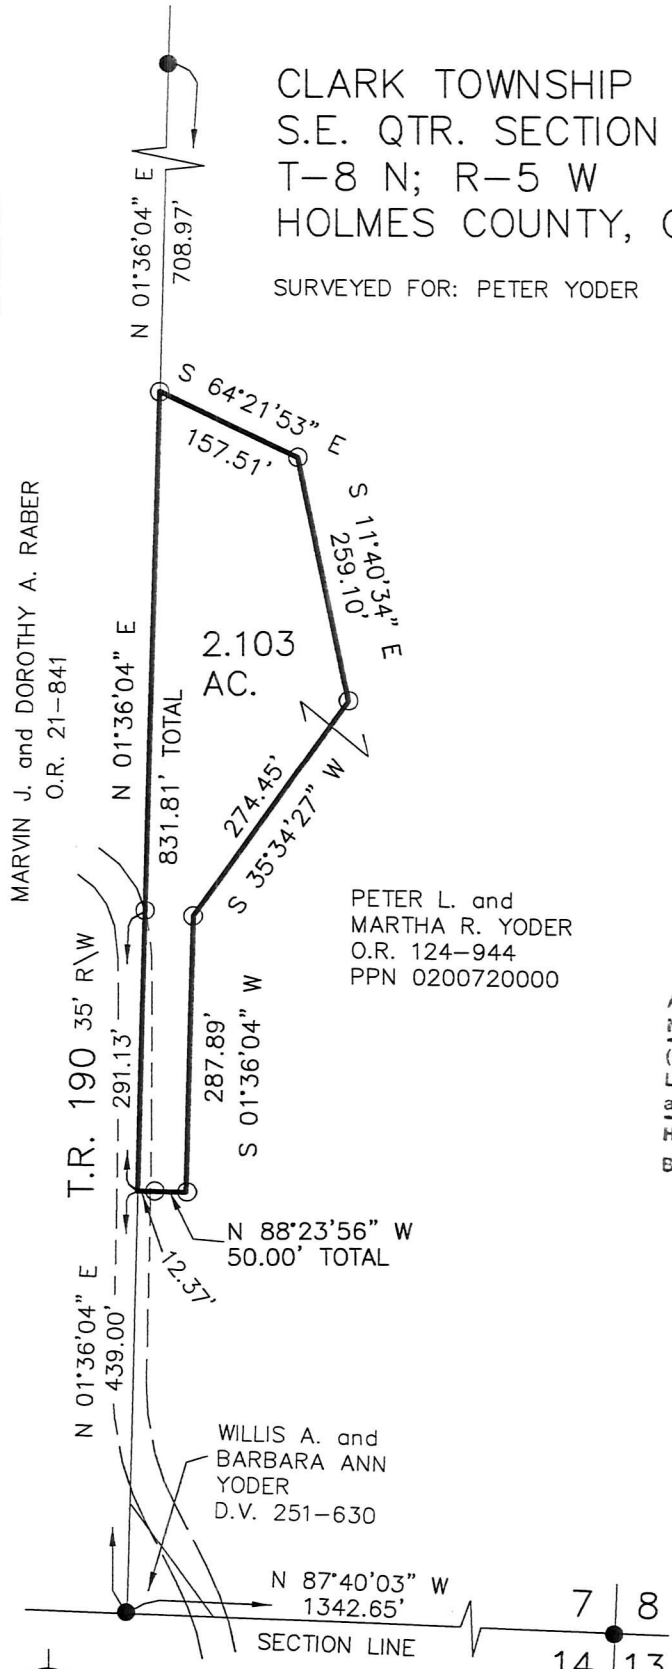 CLARK TOWNSHIP
S.E. QTR. SECTION
T-8 N; R-5 W
HOLMES COUNTY,
SURVEYED FOR: PETER YODER
N 01°36'04" E
708.97'
S 64°21'53" E
157.51'
S 11°40'34" E
259.10'
MARVIN J. and DOROTHY A. RABER
O.R. 21-841
N 01°36'04" E
831.81' TOTAL
2.103
AC.
274.45'
S 35°34'27" W
PETER L. and
MARTHA R. YODER
O.R. 124-944
PPN 0200720000
T.R. 190 35' R\W
291.13'
287.89'
S 01°36'04" W
N 88°23'56" W
50.00' TOTAL
12.37'
N 01°36'04" E
439.00'
WILLIS A. and
BARBARA ANN
YODER
D.V. 251-630
N 87°40'03" W
1342.65'
SECTION LINE
7 8
14 13